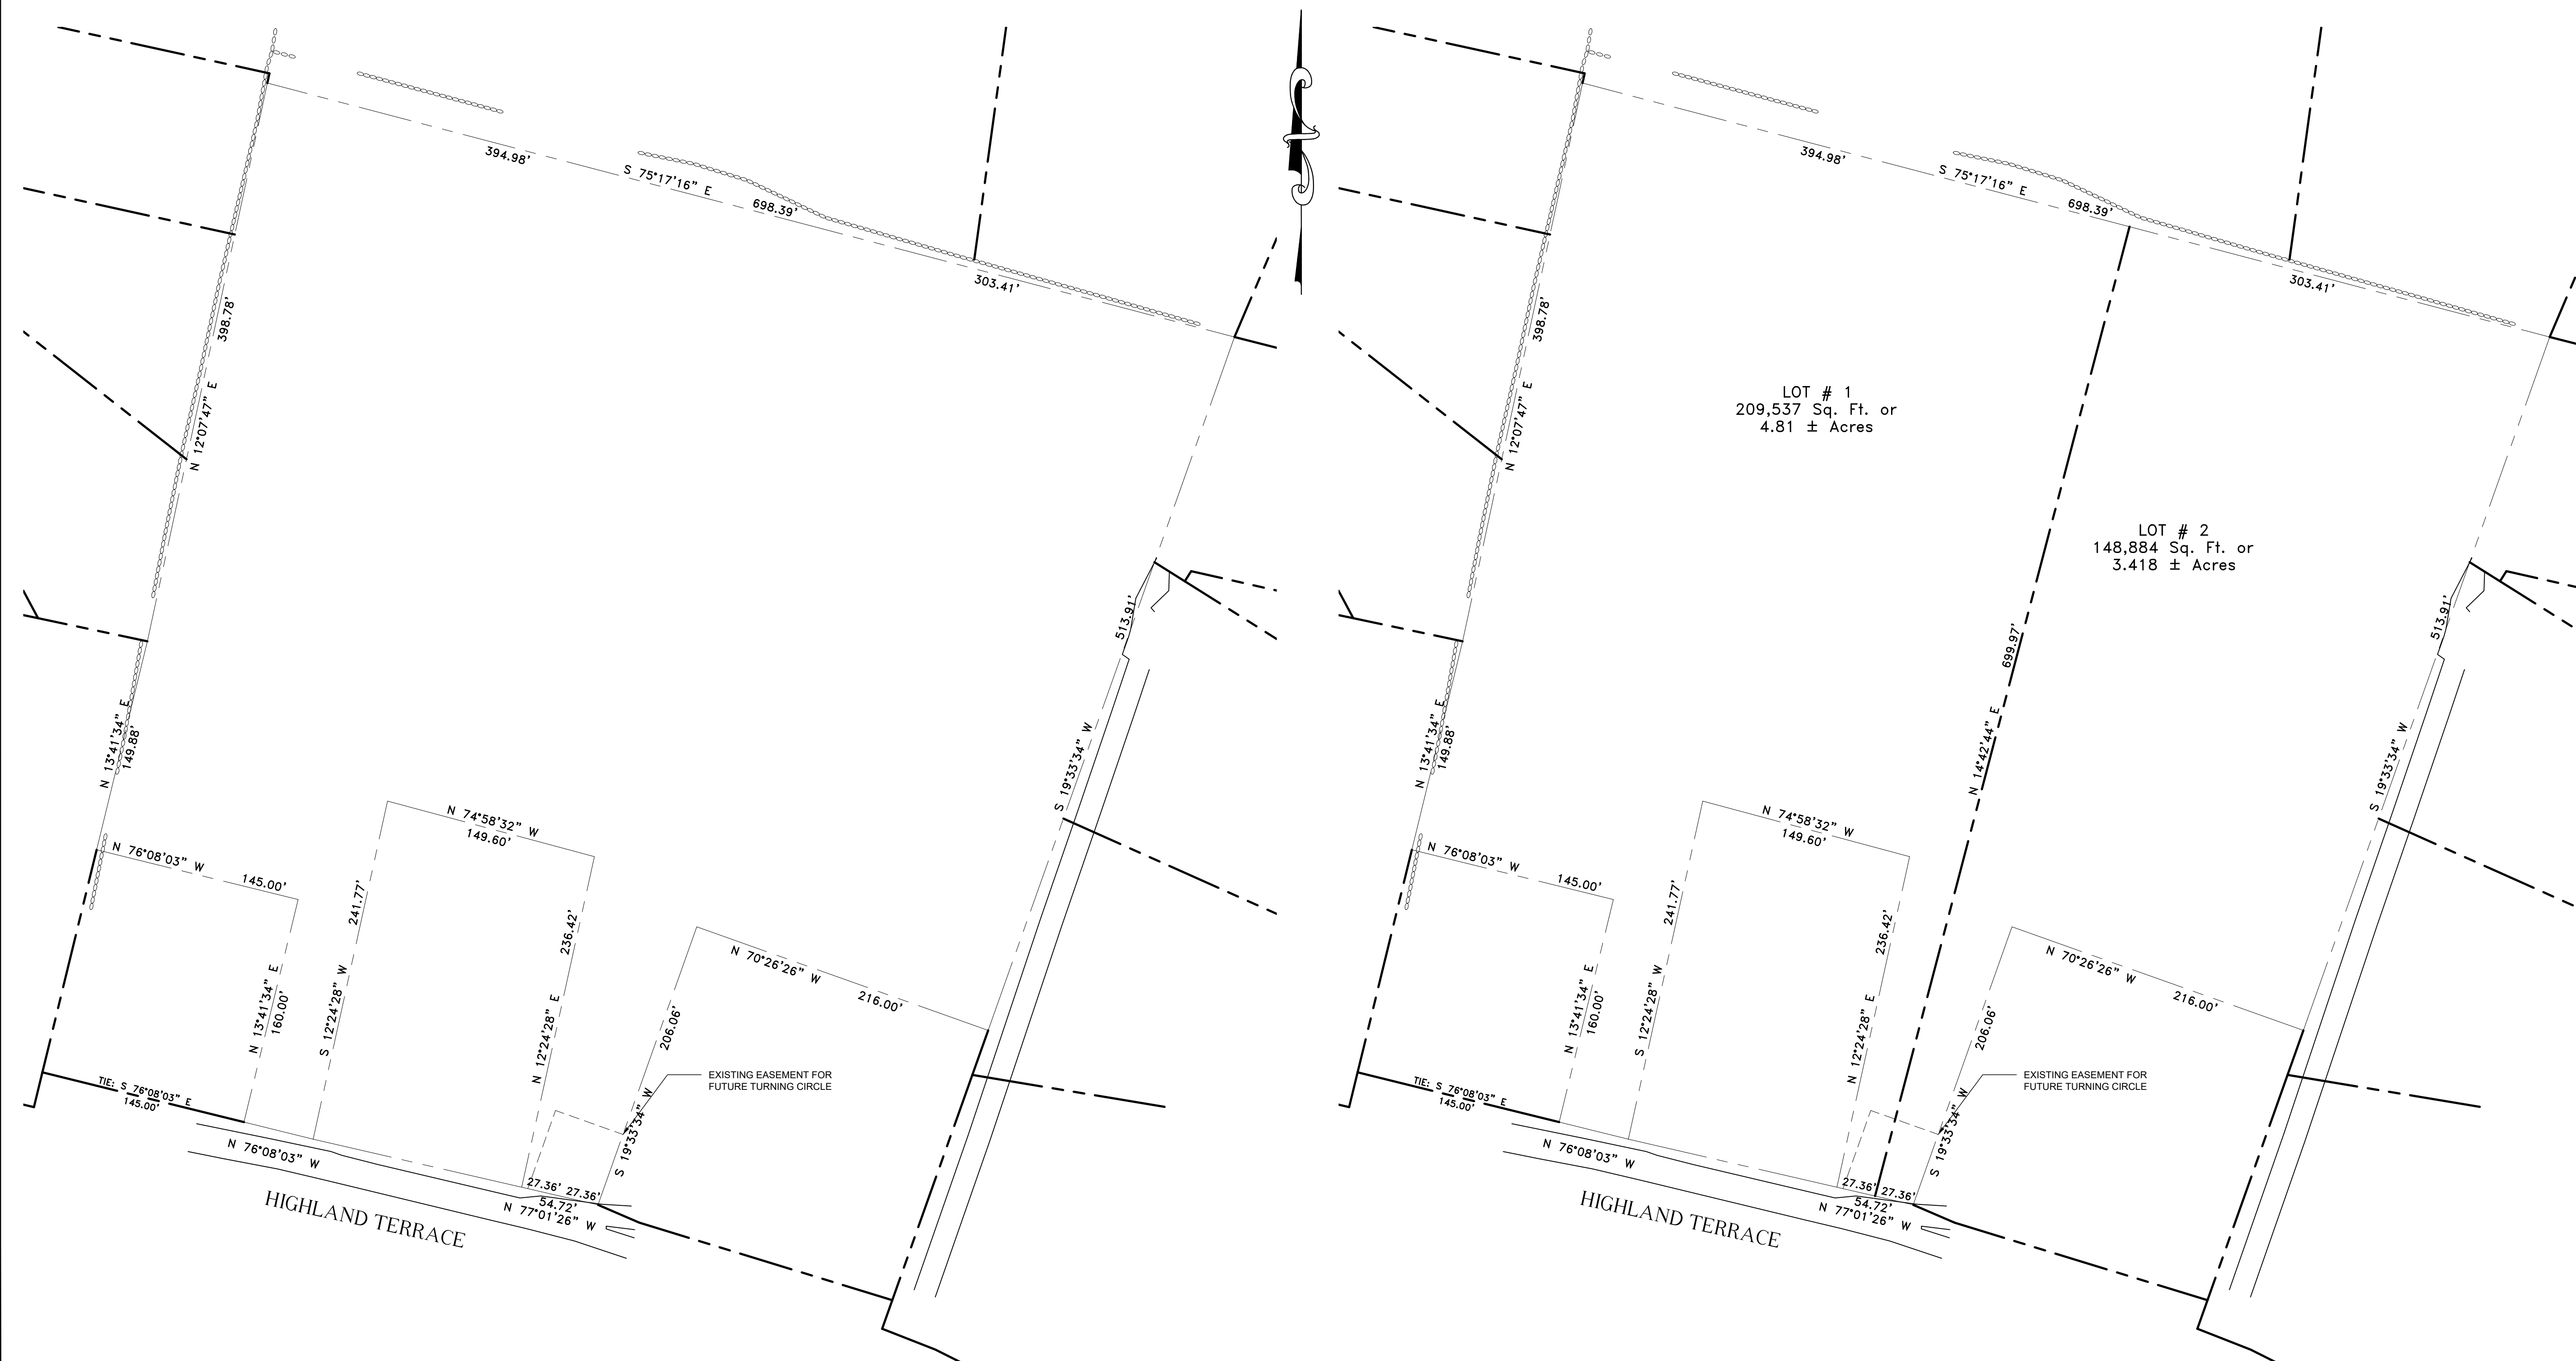 394.98'
S 75°17'16" E
698.39'
303.41'
398.78'
N 12°07'47" E
513.91'
N 13°41'34" E
149.88'
S 19°33'34" W
N 74°58'32" W
149.60'
N 76°08'03" W
145.00'
241.77'
236.42'
N 70°26'26" W
216.00'
N 13°41'34" E
160.00'
S 12°24'28" W
N 12°24'28" E
206.06'
EXISTING EASEMENT FOR
FUTURE TURNING CIRCLE
TIE: S 76°08'03" E
145.00'
S 19°33'34" W
N 76°08'03" W
27.36' 27.36'
54.72'
N 77°01'26" W
HIGHLAND TERRACE
394.98'
S 75°17'16" E
698.39'
303.41'
398.78'
N 12°07'47" E
LOT # 1
209,537 Sq. Ft. or
4.81 ± Acres
LOT # 2
148,884 Sq. Ft. or
3.418 ± Acres
513.91'
699.97'
N 14°42'44" E
N 13°41'34" E
149.88'
S 19°33'34" W
N 74°58'32" W
149.60'
N 76°08'03" W
145.00'
241.77'
236.42'
N 70°26'26" W
216.00'
N 13°41'34" E
160.00'
S 12°24'28" W
N 12°24'28" E
206.06'
EXISTING EASEMENT FOR
FUTURE TURNING CIRCLE
TIE: S 76°08'03" E
145.00'
S 19°33'34" W
N 76°08'03" W
27.36' 27.36'
54.72'
N 77°01'26" W
HIGHLAND TERRACE